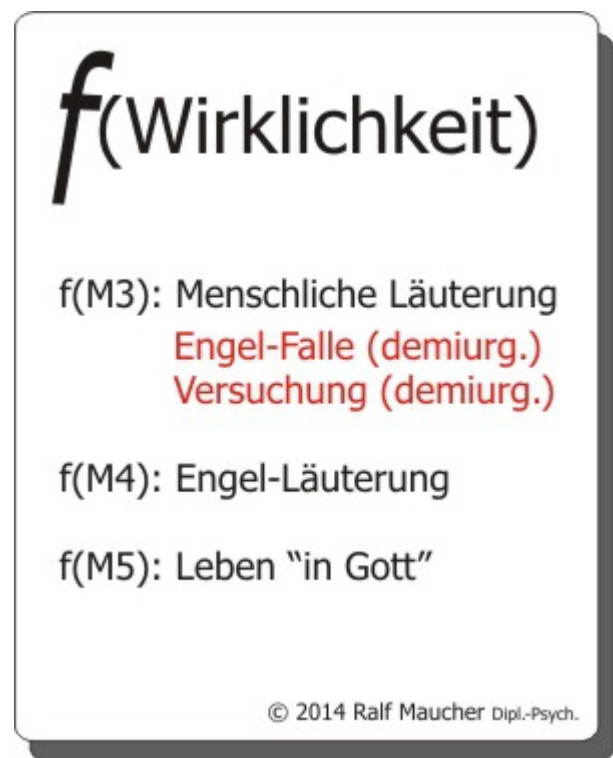 f(Wirklichkeit)
f(M3): Menschliche Läuterung
Engel-Falle (demiurg.)
Versuchung (demiurg.)
f(M4): Engel-Läuterung
f(M5): Leben “in Gott”
© 2014 Ralf Maucher Dipl.-Psych.